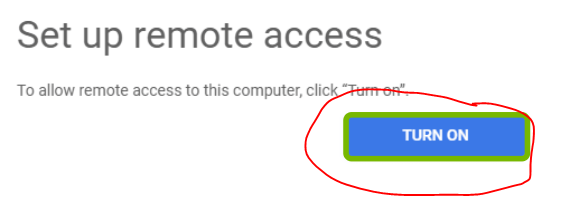 Set up remote access
To allow remote access to this computer, click “Turn on”.
TURN ON